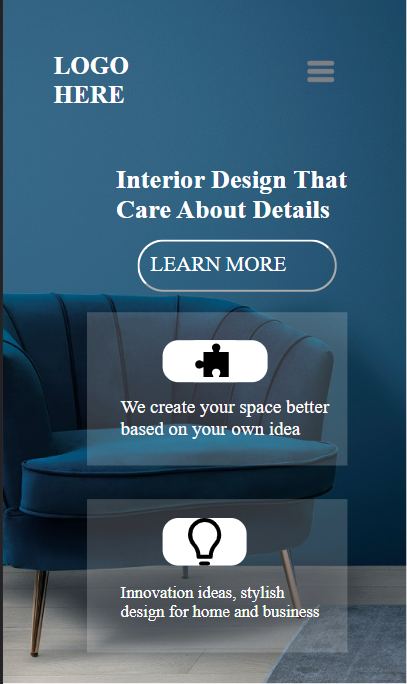 LOGO
HERE
Interior Design That
Care About Details
LEARN MORE
We create your space better
based on your own idea
Innovation ideas, stylish
design for home and business